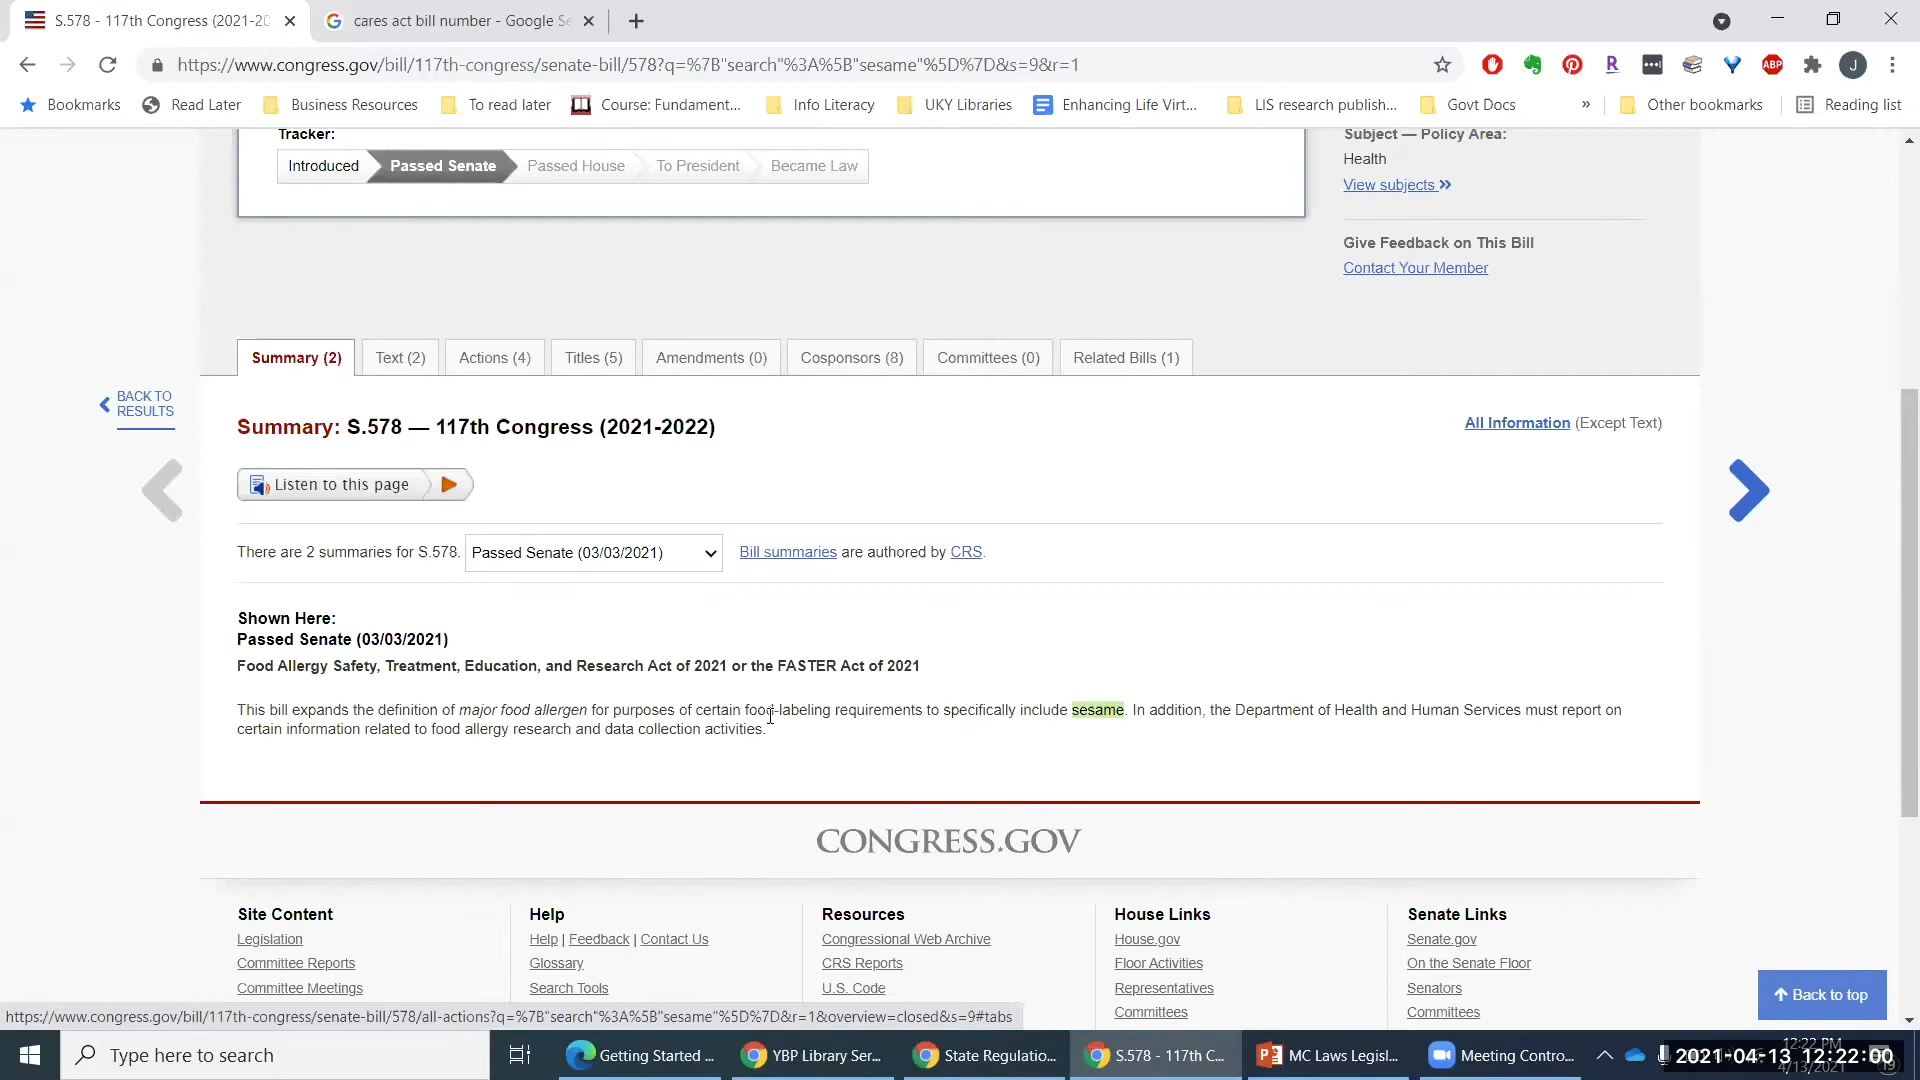 S.578 - 117th Congress (2021-20
cares act bill number - Google Se
https://www.congress.gov/bill/117th-congress/senate-bill/578?q=%7B"search"%3A%5B"sesame"%5D%7D&s=9&r=1
ABP
J
Bookmarks
Read Later
Business Resources
To read later
Course: Fundament...
Info Literacy
UKY Libraries
Enhancing Life Virt...
LIS research publish...
Govt Docs
»
Other bookmarks
Reading list
Tracker:
Introduced Passed Senate Passed House To President Became Law
Subject — Policy Area:
Health
View subjects »
Give Feedback on This Bill
Contact Your Member
Summary (2) Text (2) Actions (4) Titles (5) Amendments (0) Cosponsors (8) Committees (0) Related Bills (1)
BACK TO
RESULTS
Summary: S.578 — 117th Congress (2021-2022)
All Information (Except Text)
Listen to this page
There are 2 summaries for S.578. Passed Senate (03/03/2021) Bill summaries are authored by CRS.
Shown Here:
Passed Senate (03/03/2021)
Food Allergy Safety, Treatment, Education, and Research Act of 2021 or the FASTER Act of 2021
This bill expands the definition of major food allergen for purposes of certain food-labeling requirements to specifically include sesame. In addition, the Department of Health and Human Services must report on
certain information related to food allergy research and data collection activities.
CONGRESS.GOV
Site Content
Legislation
Committee Reports
Committee Meetings
Help
Help | Feedback | Contact Us
Glossary
Search Tools
Resources
Congressional Web Archive
CRS Reports
U.S. Code
House Links
House.gov
Floor Activities
Representatives
Committees
Senate Links
Senate.gov
On the Senate Floor
Senators
Committees
Back to top
https://www.congress.gov/bill/117th-congress/senate-bill/578/all-actions?q=%7B"search"%3A%5B"sesame"%5D%7D&r=1&overview=closed&s=9#tabs
Type here to search
Getting Started ...
YBP Library Ser...
State Regulatio...
S.578 - 117th C...
MC Laws Legisl...
Meeting Contro...
12:22 PM
4/13/2021
2021-04-13 12:22:00
19